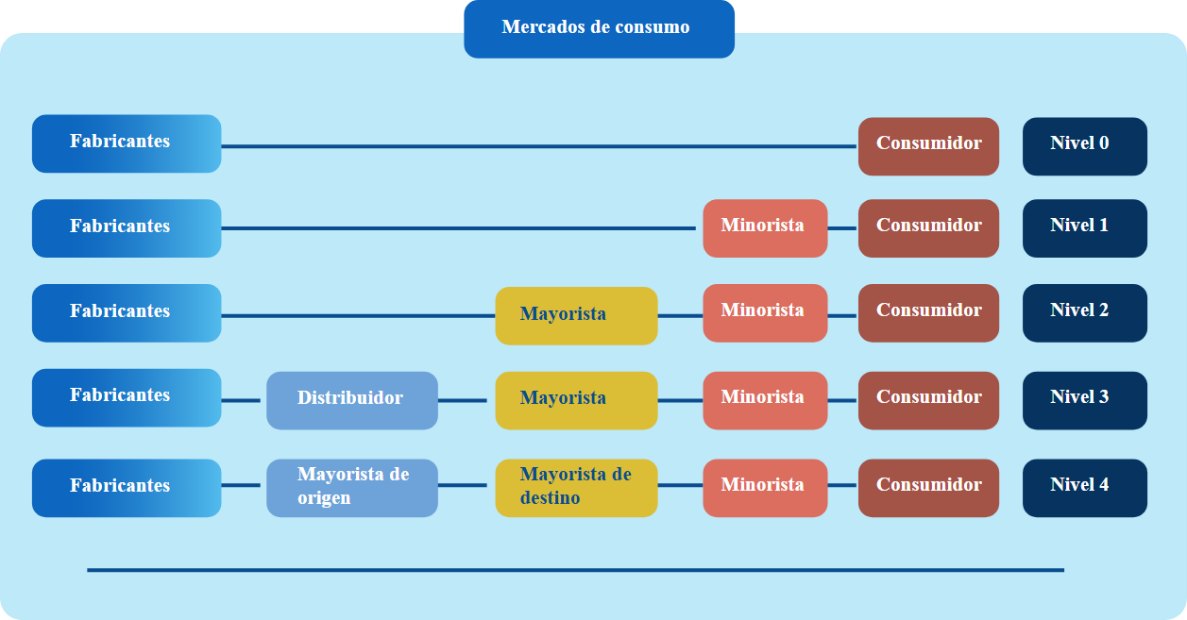 Mercados de consumo
Fabricantes
Consumidor
Nivel 0
Fabricantes
Minorista
Consumidor
Nivel 1
Fabricantes
Mayorista
Minorista
Consumidor
Nivel 2
Fabricantes
Distribuidor
Mayorista
Minorista
Consumidor
Nivel 3
Fabricantes
Mayorista de
origen
Mayorista de
destino
Minorista
Consumidor
Nivel 4